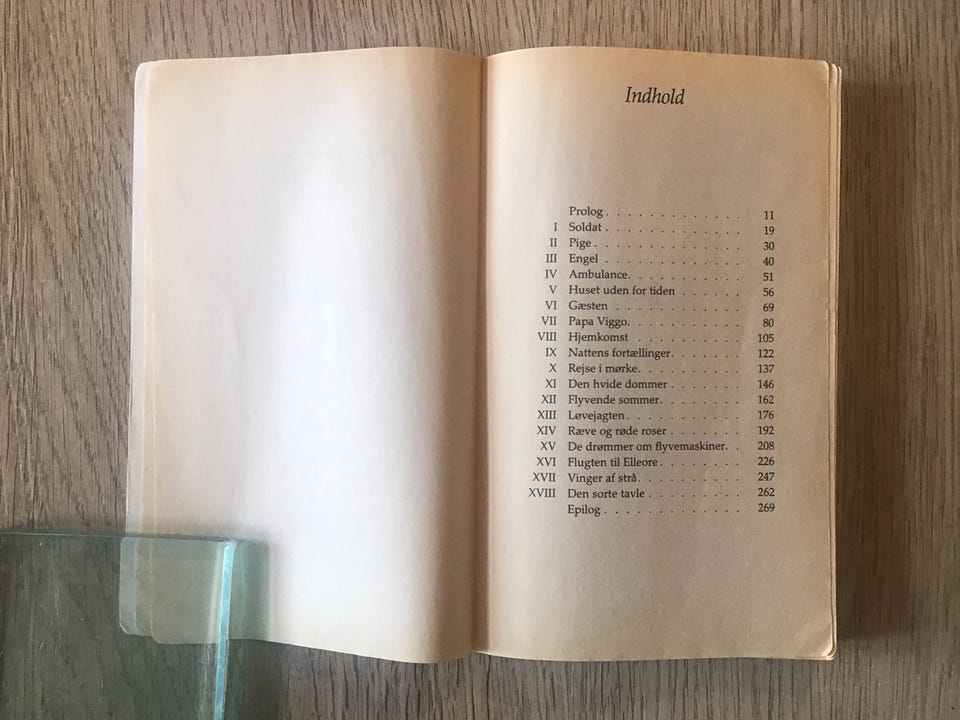 Indhold
Prolog . . . . . . . . . . . . . 11
I Soldat . . . . . . . . . . . . . 19
II Pige . . . . . . . . . . . . . . 30
III Engel . . . . . . . . . . . . . 40
IV Ambulance. . . . . . . . . . . 51
V Huset uden for tiden . . . . . . 56
VI Gæsten . . . . . . . . . . . . 69
VII Papa Viggo. . . . . . . . . . . 80
VIII Hjemkomst . . . . . . . . . . 105
IX Nattens fortællinger. . . . . . . 122
X Rejse i mørke. . . . . . . . . . 137
XI Den hvide dommer . . . . . . . 146
XII Flyvende sommer. . . . . . . . 162
XIII Løvejagten . . . . . . . . . . . 176
XIV Ræve og røde roser . . . . . . . 192
XV De drømmer om flyvemaskiner. . 208
XVI Flugten til Elleore . . . . . . . . 226
XVII Vinger af strå. . . . . . . . . . 247
XVIII Den sorte tavle . . . . . . . . . 262
Epilog . . . . . . . . . . . . . 269